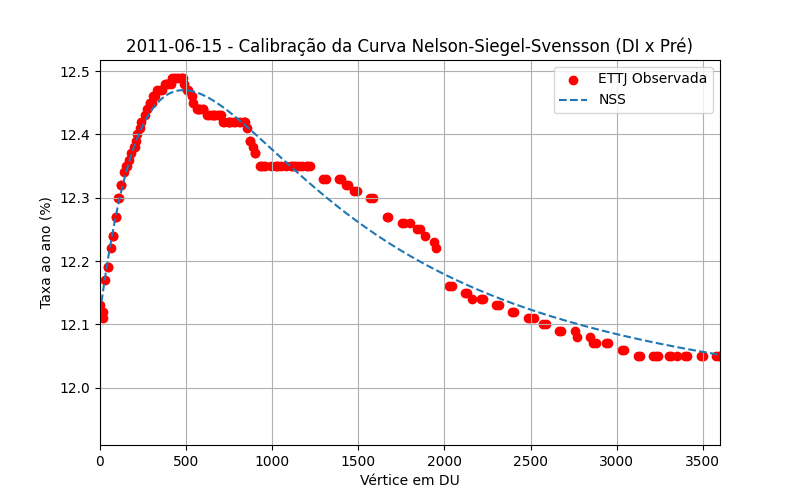 2011-06-15 - Calibração da Curva Nelson-Siegel-Svensson (DI x Pré)
ETTJ Observada
NSS
Taxa ao ano (%)
12.5
12.4
12.3
12.2
12.1
12.0
0 500 1000 1500 2000 2500 3000 3500
Vértice em DU